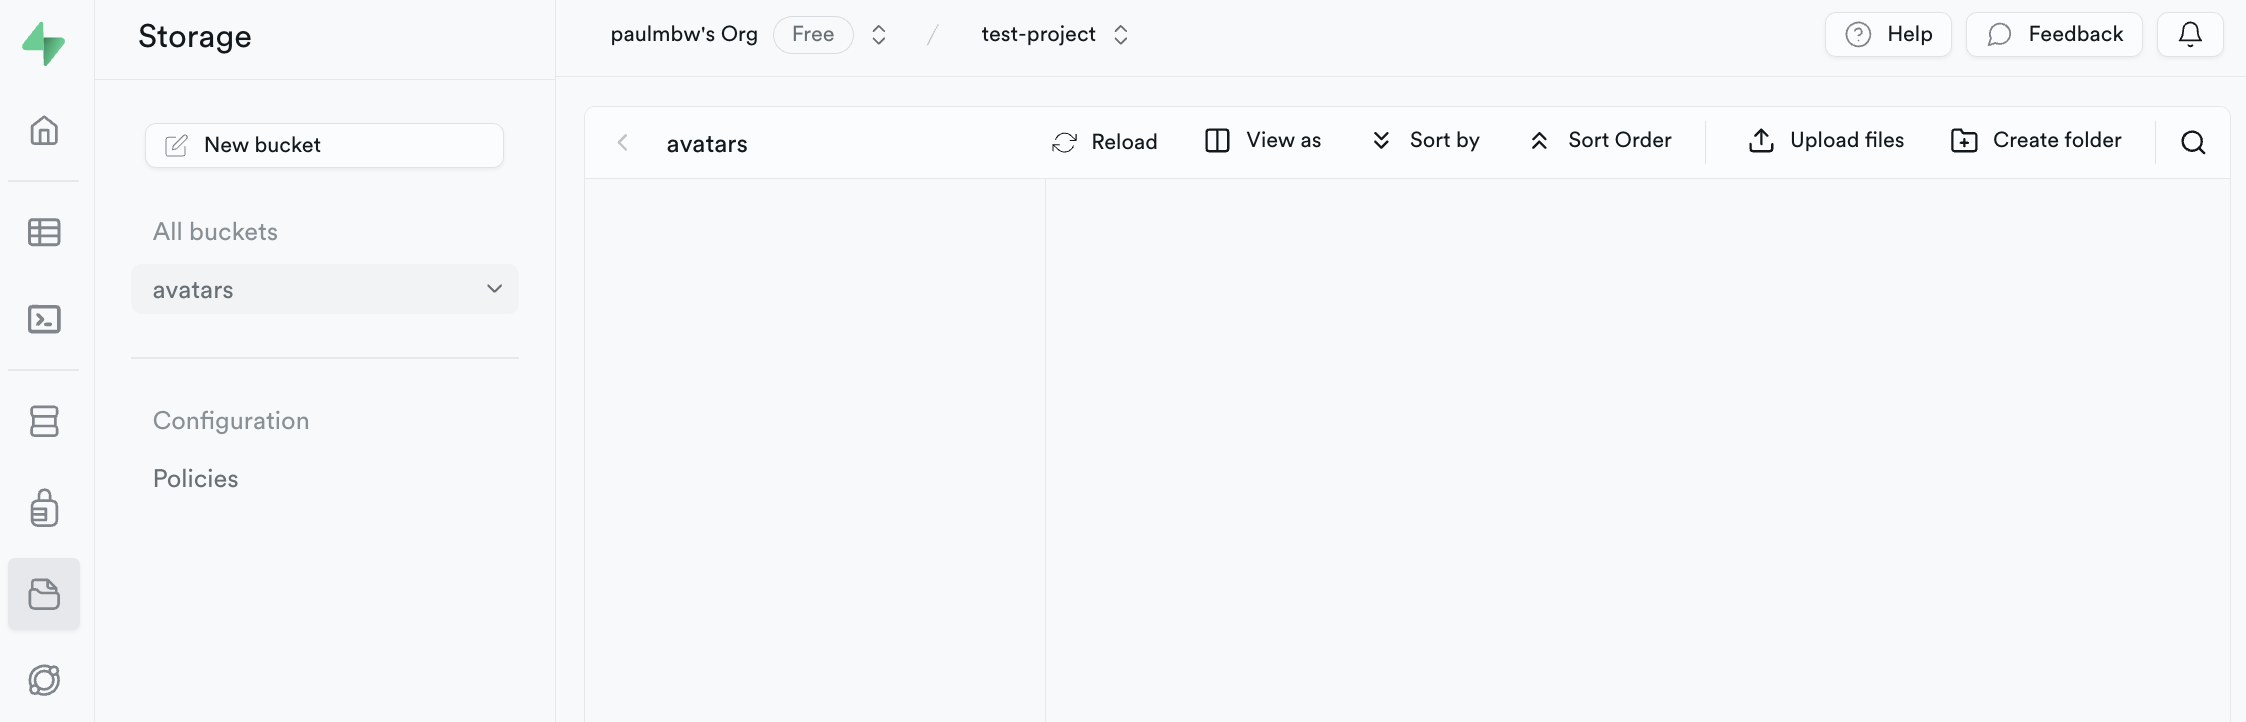 Storage
paulmbw's Org Free / test-project
Help
Feedback
New bucket
All buckets
avatars
Configuration
Policies
avatars
Reload
View as
Sort by
Sort Order
Upload files
Create folder